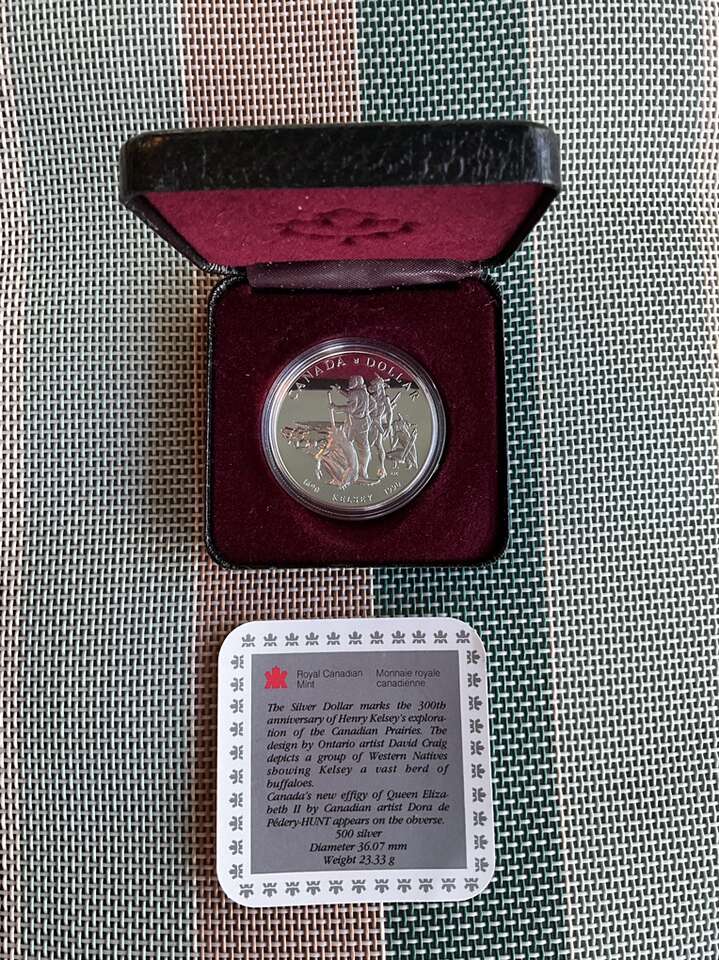 CANADA DOLLAR
1690 KELSEY 1990
Royal Canadian Mint
Monnaie royale canadienne
The Silver Dollar marks the 300th
anniversary of Henry Kelsey's explora-
tion of the Canadian Prairies. The
design by Ontario artist David Craig
depicts a group of Western Natives
showing Kelsey a vast herd of
buffaloes.
Canada's new effigy of Queen Eliza-
beth II by Canadian artist Dora de
Pédery-HUNT appears on the obverse.
500 silver
Diameter 36.07 mm
Weight 23.33 g